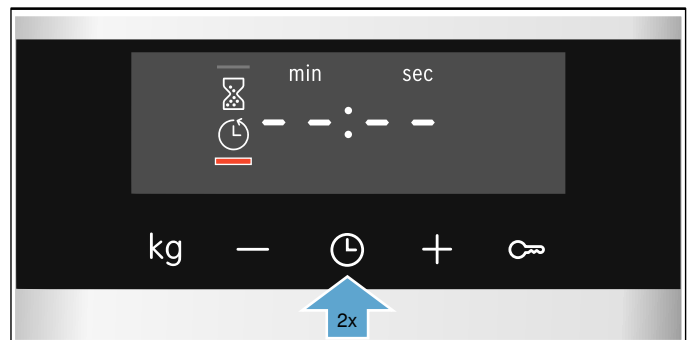 min sec
-- -- : -- --
kg — +
2x